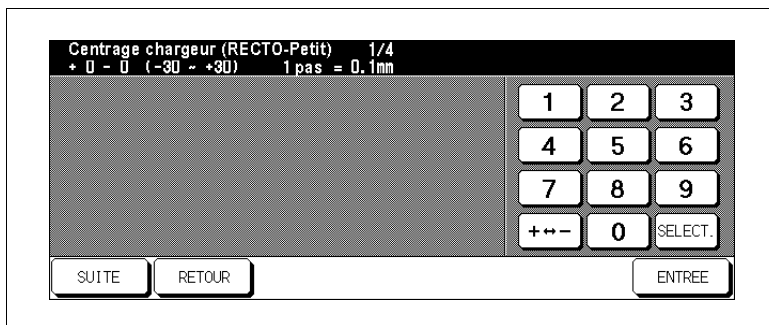 Centrage chargeur (RECTO-Petit) 1/4
+ 0 - 0 (-30 ~ +30) 1 pas = 0.1mm
1 2 3
4 5 6
7 8 9
+↔- 0 SELECT.
SUITE RETOUR ENTREE